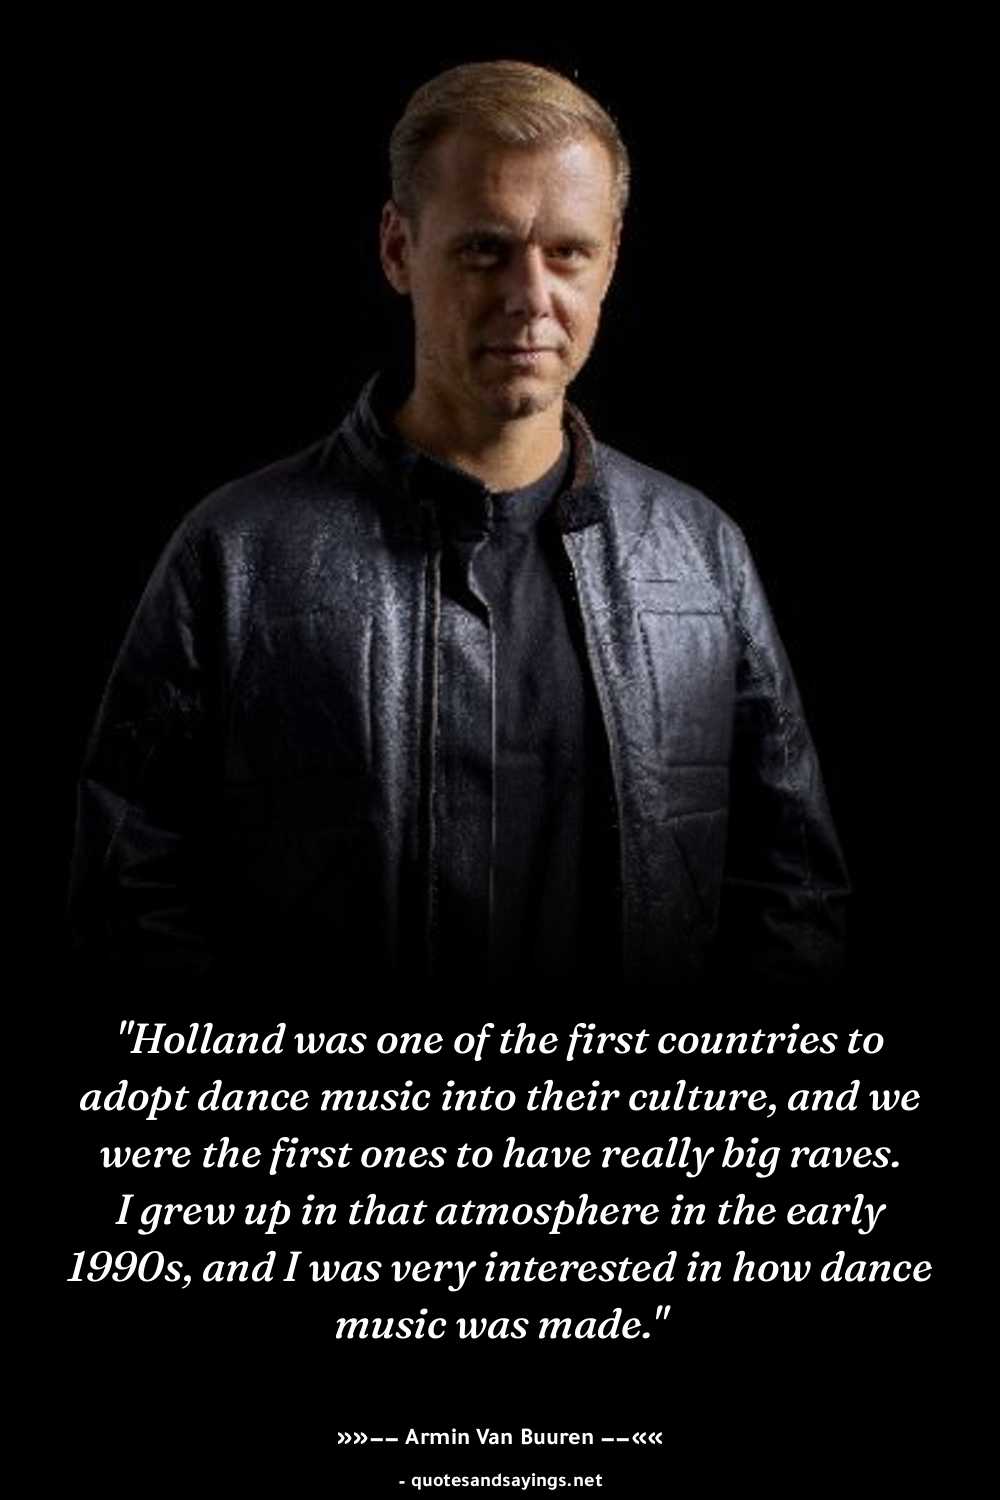 "Holland was one of the first countries to
adopt dance music into their culture, and we
were the first ones to have really big raves.
I grew up in that atmosphere in the early
1990s, and I was very interested in how dance
music was made."
»»−− Armin Van Buuren −−««
- quotesandsayings.net